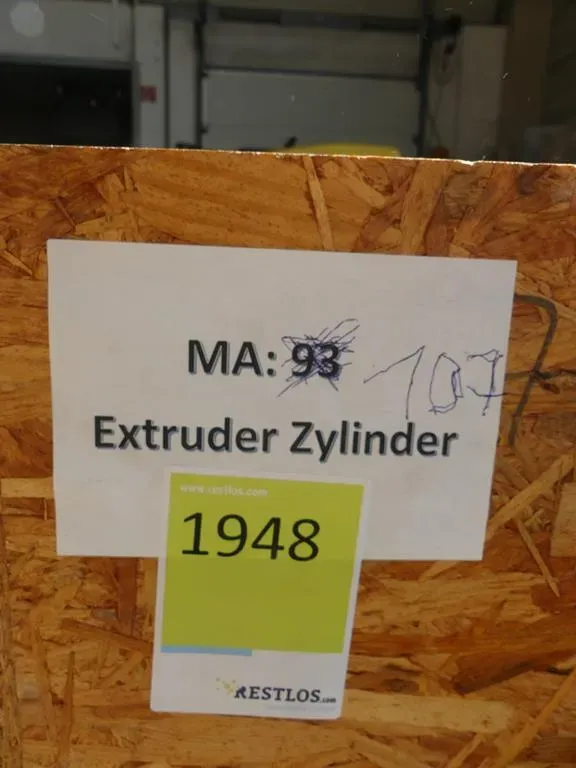 MA: 93 107
Extruder Zylinder
www.restlos.com
1948
RESTLOS.com